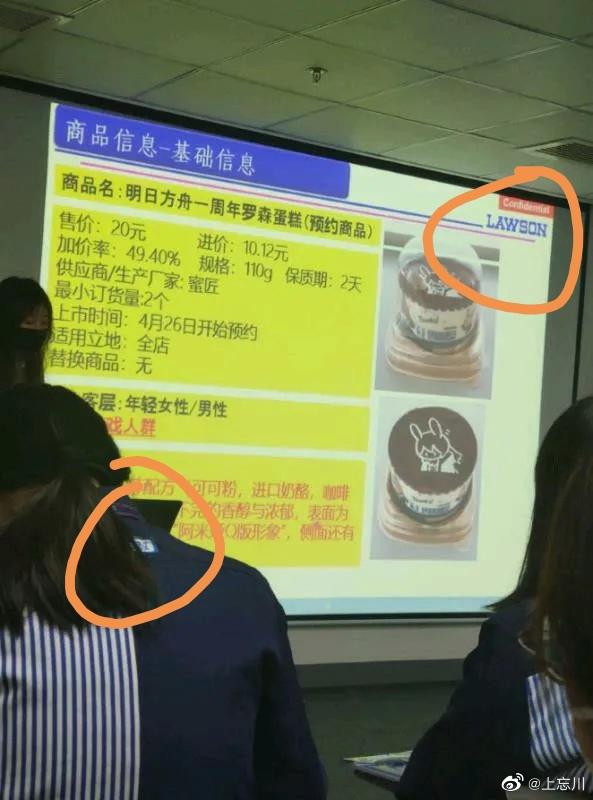 商品信息-基础信息
Confidential
LAWSON
商品名:明日方舟一周年罗森蛋糕(预约商品)
售价:20元 进价:10.12元
加价率:49.40% 规格:110g 保质期:2天
供应商/生产厂家:蜜匠
最小订货量:2个
上市时间:4月26日开始预约
适用立地:全店
替换商品:无
客层:年轻女性/男性
戏人群
配方 可可粉,进口奶酪,咖啡
不完的香醇与浓郁,表面为
Q版形象",侧面还有
@上忘川